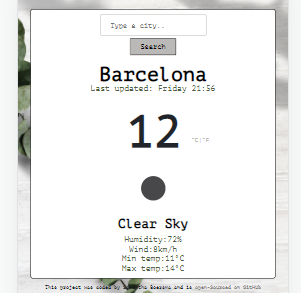 Type a city..
Search
Barcelona
Last updated: Friday 21:56
12 °C|°F
Clear Sky
Humidity:72%
Wind:8km/h
Min temp:11°C
Max temp:14°C
This project was coded by and is open-sourced on GitHub